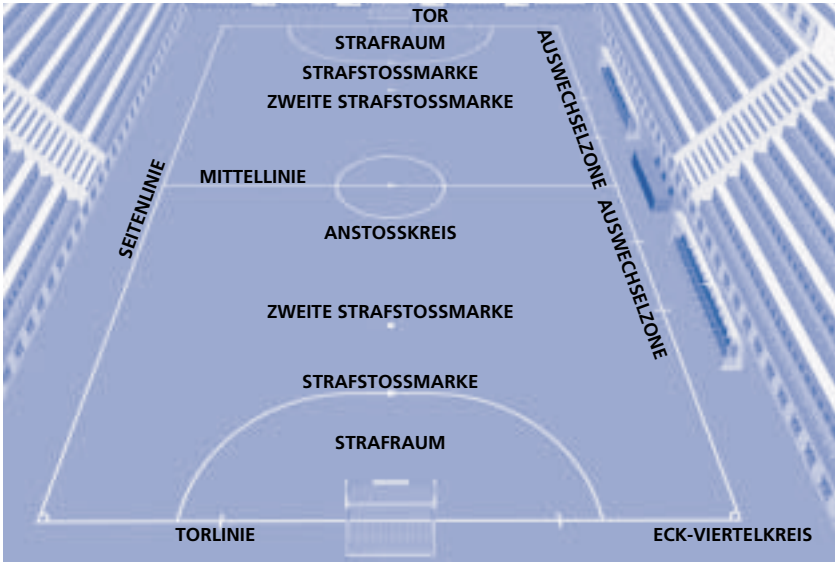 TOR
STRAFRAUM
STRAFSTOSSMARKE
ZWEITE STRAFSTOSSMARKE
AUSWECHSELZONE
MITTELLINIE
SEITENLINIE
ANSTOSSKREIS
AUSWECHSELZONE
ZWEITE STRAFSTOSSMARKE
STRAFSTOSSMARKE
STRAFRAUM
TORLINIE
ECK-VIERTELKREIS